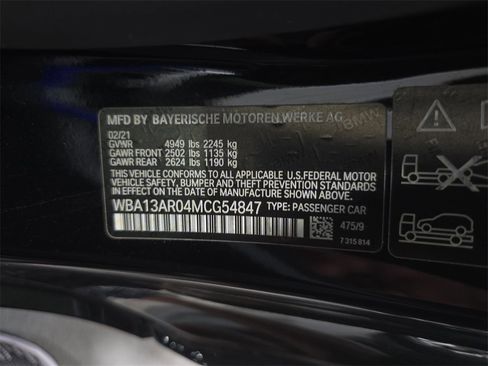 MFD BY BAYERISCHE MOTOREN WERKE AG
02/21
GVWR 4949 lbs 2245 kg
GAWR FRONT 2502 lbs 1135 kg
GAWR REAR 2624 lbs 1190 kg
THIS VEHICLE CONFORMS TO ALL APPLICABLE U.S. FEDERAL MOTOR
VEHICLE SAFETY, BUMPER, AND THEFT PREVENTION STANDARDS
IN EFFECT ON THE DATE OF MANUFACTURE SHOWN ABOVE.
WBA13AR04MCG54847 TYPE: PASSENGER CAR
475/9
7 315 814
BMW